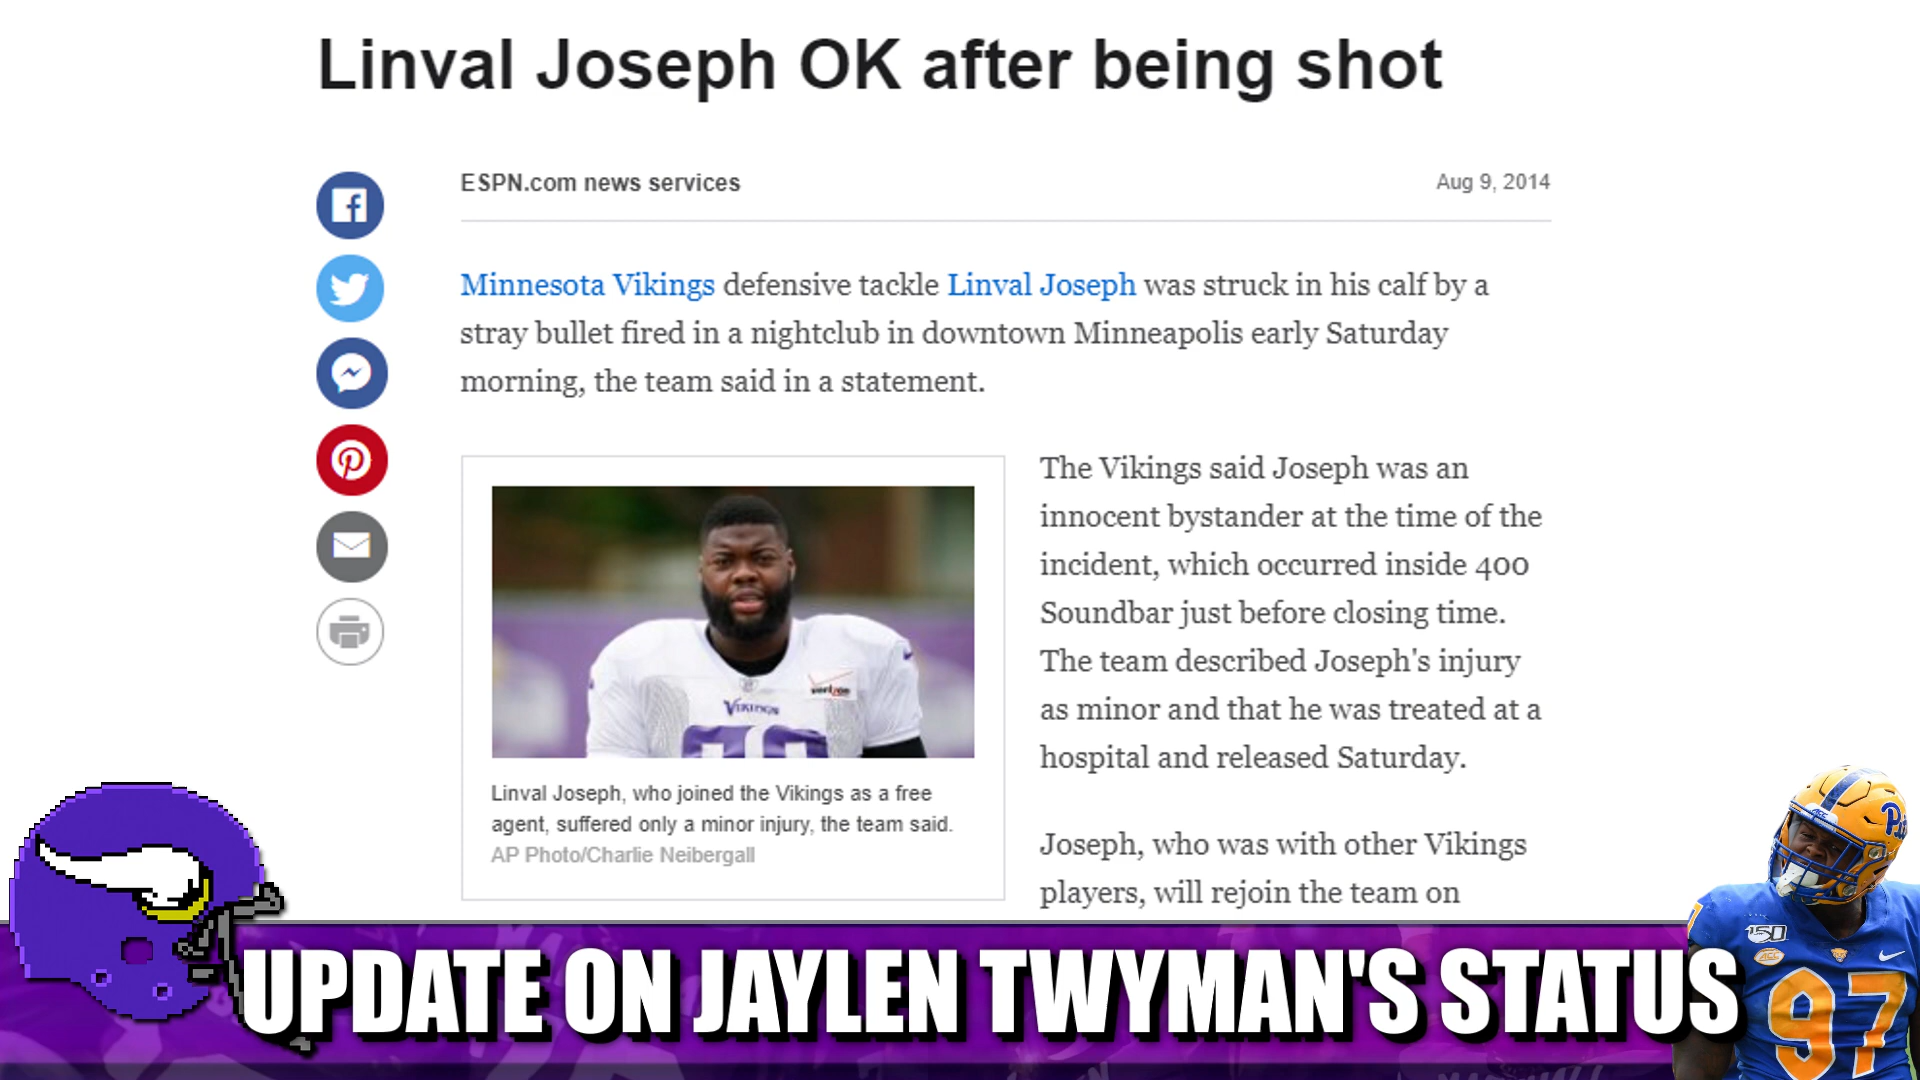 Linval Joseph OK after being shot
ESPN.com news services
Aug 9, 2014
Minnesota Vikings defensive tackle Linval Joseph was struck in his calf by a
stray bullet fired in a nightclub in downtown Minneapolis early Saturday
morning, the team said in a statement.
The Vikings said Joseph was an
innocent bystander at the time of the
incident, which occurred inside 400
Soundbar just before closing time.
The team described Joseph's injury
as minor and that he was treated at a
hospital and released Saturday.
Joseph, who was with other Vikings
players, will rejoin the team on
verizon
VIKINGS
Linval Joseph, who joined the Vikings as a free
agent, suffered only a minor injury, the team said.
AP Photo/Charlie Neibergall
UPDATE ON JAYLEN TWYMAN'S STATUS
150
ACC
97